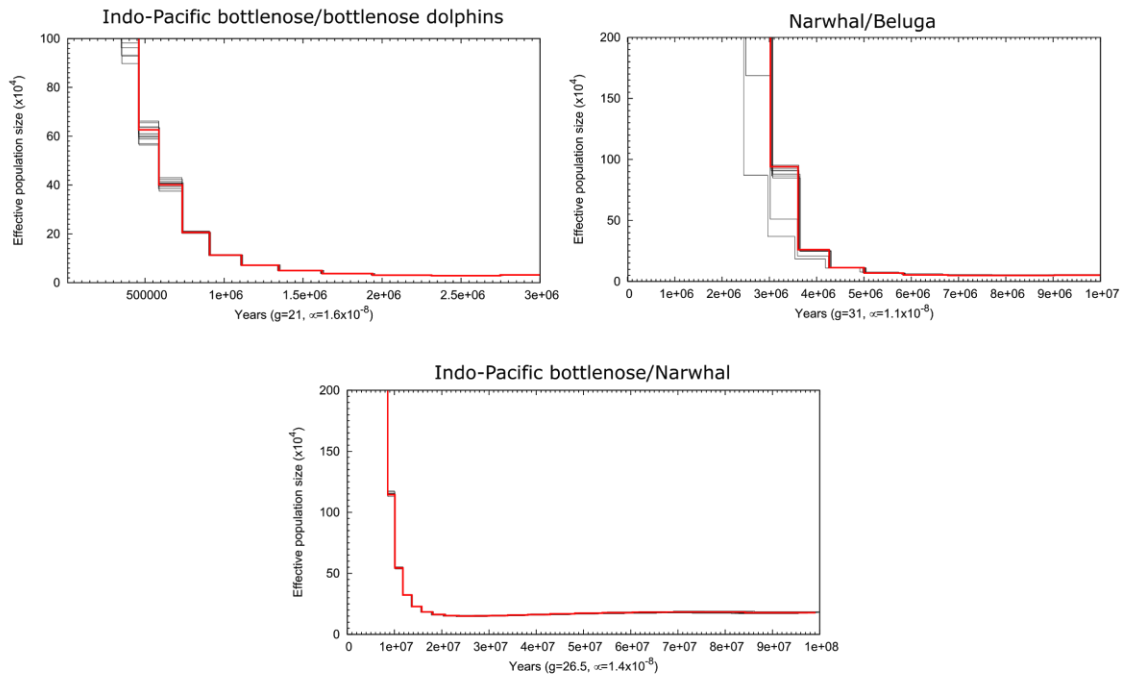 Indo-Pacific bottlenose/bottlenose dolphins
Effective population size (x10⁴)
100
80
60
40
20
0
500000 1e+06 1.5e+06 2e+06 2.5e+06 3e+06
Years (g=21, ∝=1.6x10⁻⁸)
Narwhal/Beluga
Effective population size (x10⁴)
200
150
100
50
0
0 1e+06 2e+06 3e+06 4e+06 5e+06 6e+06 7e+06 8e+06 9e+06 1e+07
Years (g=31, ∝=1.1x10⁻⁸)
Indo-Pacific bottlenose/Narwhal
Effective population size (x10⁴)
200
150
100
50
0
0 1e+07 2e+07 3e+07 4e+07 5e+07 6e+07 7e+07 8e+07 9e+07 1e+08
Years (g=26.5, ∝=1.4x10⁻⁸)